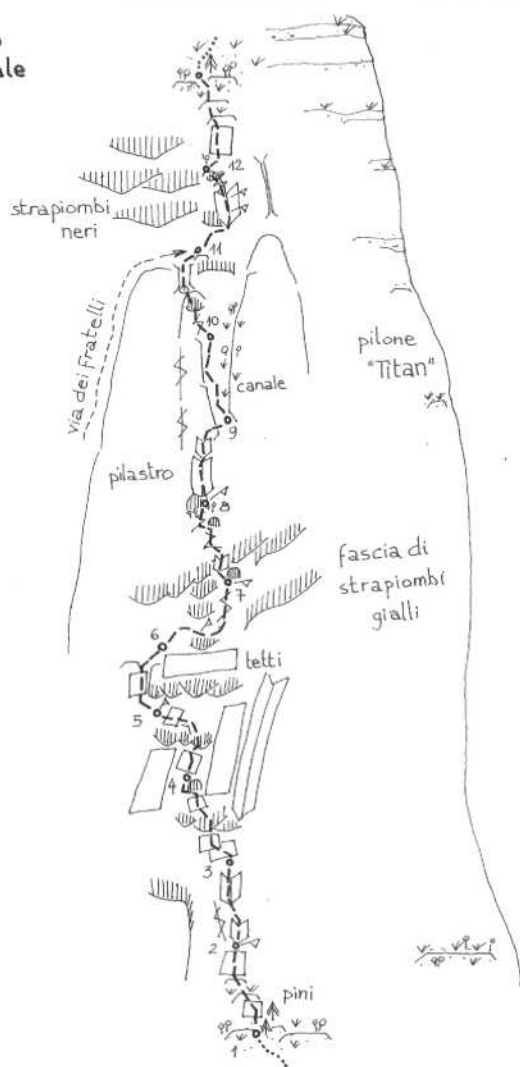 ale
12
strapiombi
neri
11
via dei fratelli
10
pilone
"Titan"
canale
9
pilastro
8
fascia di
strapiombi
gialli
7
6
tetti
5
4
3
2
pini
1